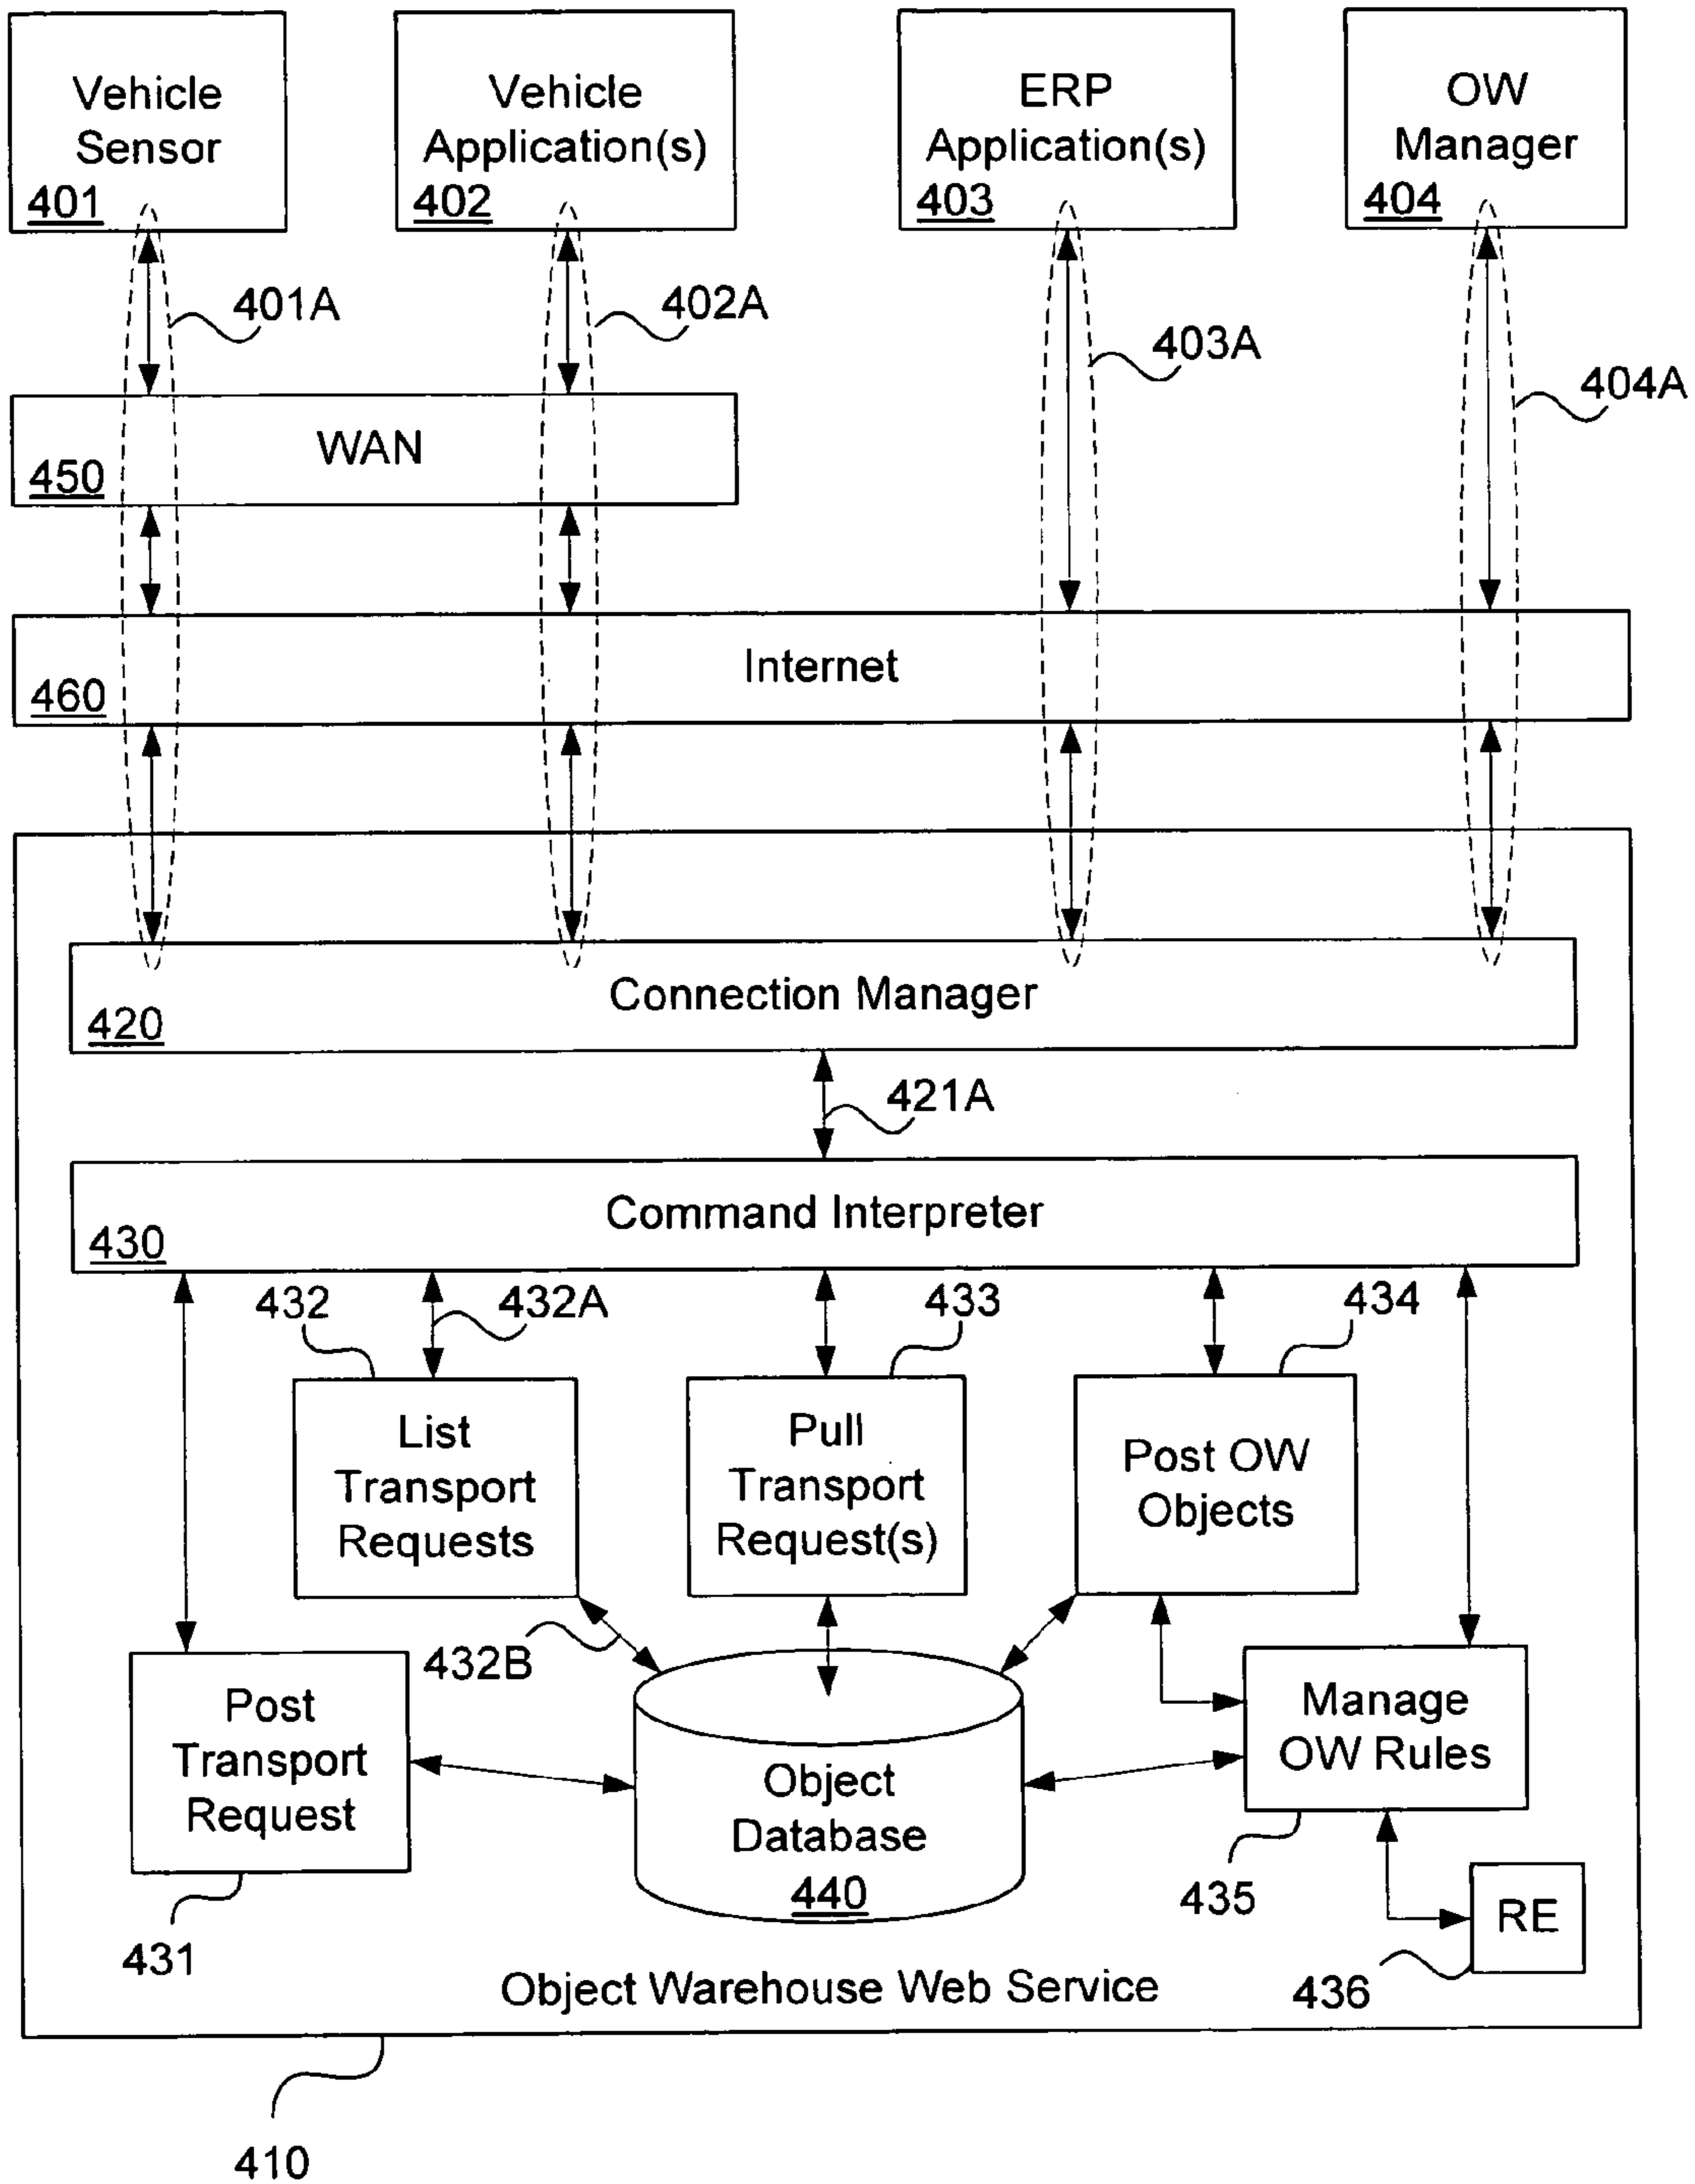 Vehicle
Sensor
401
Vehicle
Application(s)
402
ERP
Application(s)
403
OW
Manager
404
401A
402A
403A
404A
WAN
450
Internet
460
Connection Manager
420
421A
Command Interpreter
430
432
432A
433
434
List
Transport
Requests
Pull
Transport
Request(s)
Post OW
Objects
432B
Post
Transport
Request
Object
Database
440
Manage
OW Rules
431
435
RE
436
Object Warehouse Web Service
410